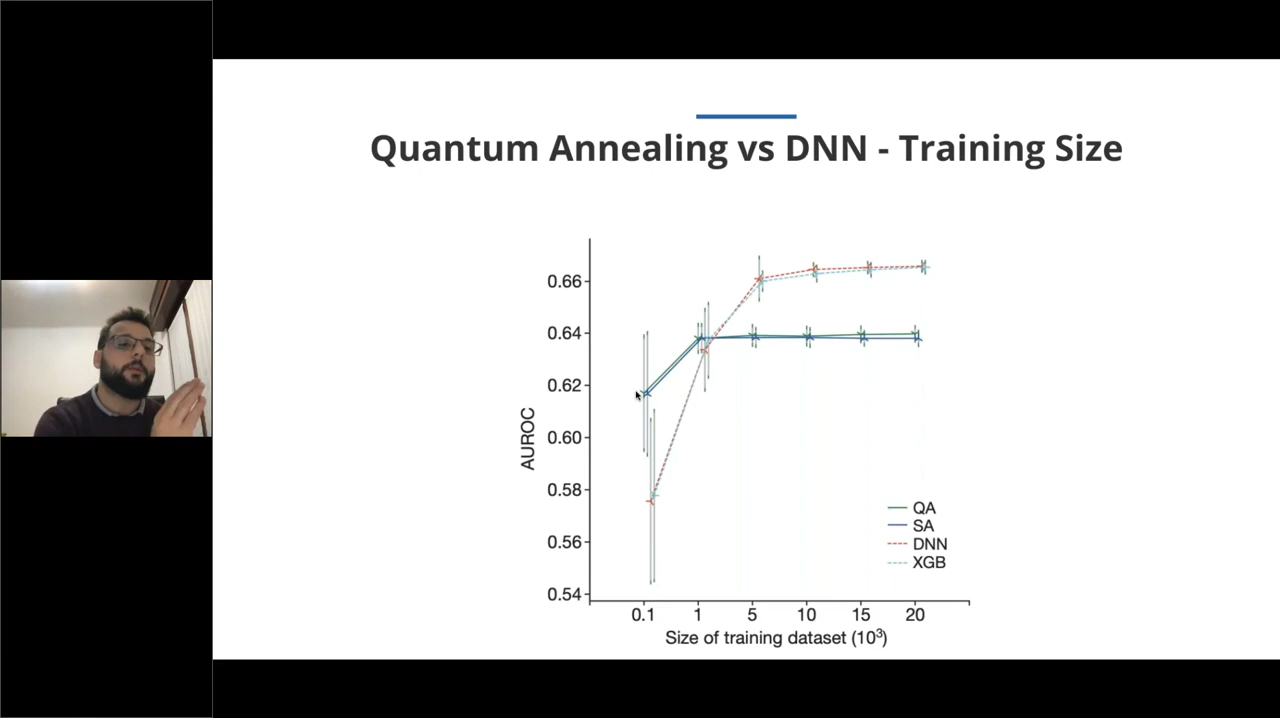 Quantum Annealing vs DNN - Training Size
AUROC
0.66
0.64
0.62
0.60
0.58
0.56
0.54
0.1 1 5 10 15 20
Size of training dataset (10³)
QA
SA
DNN
XGB